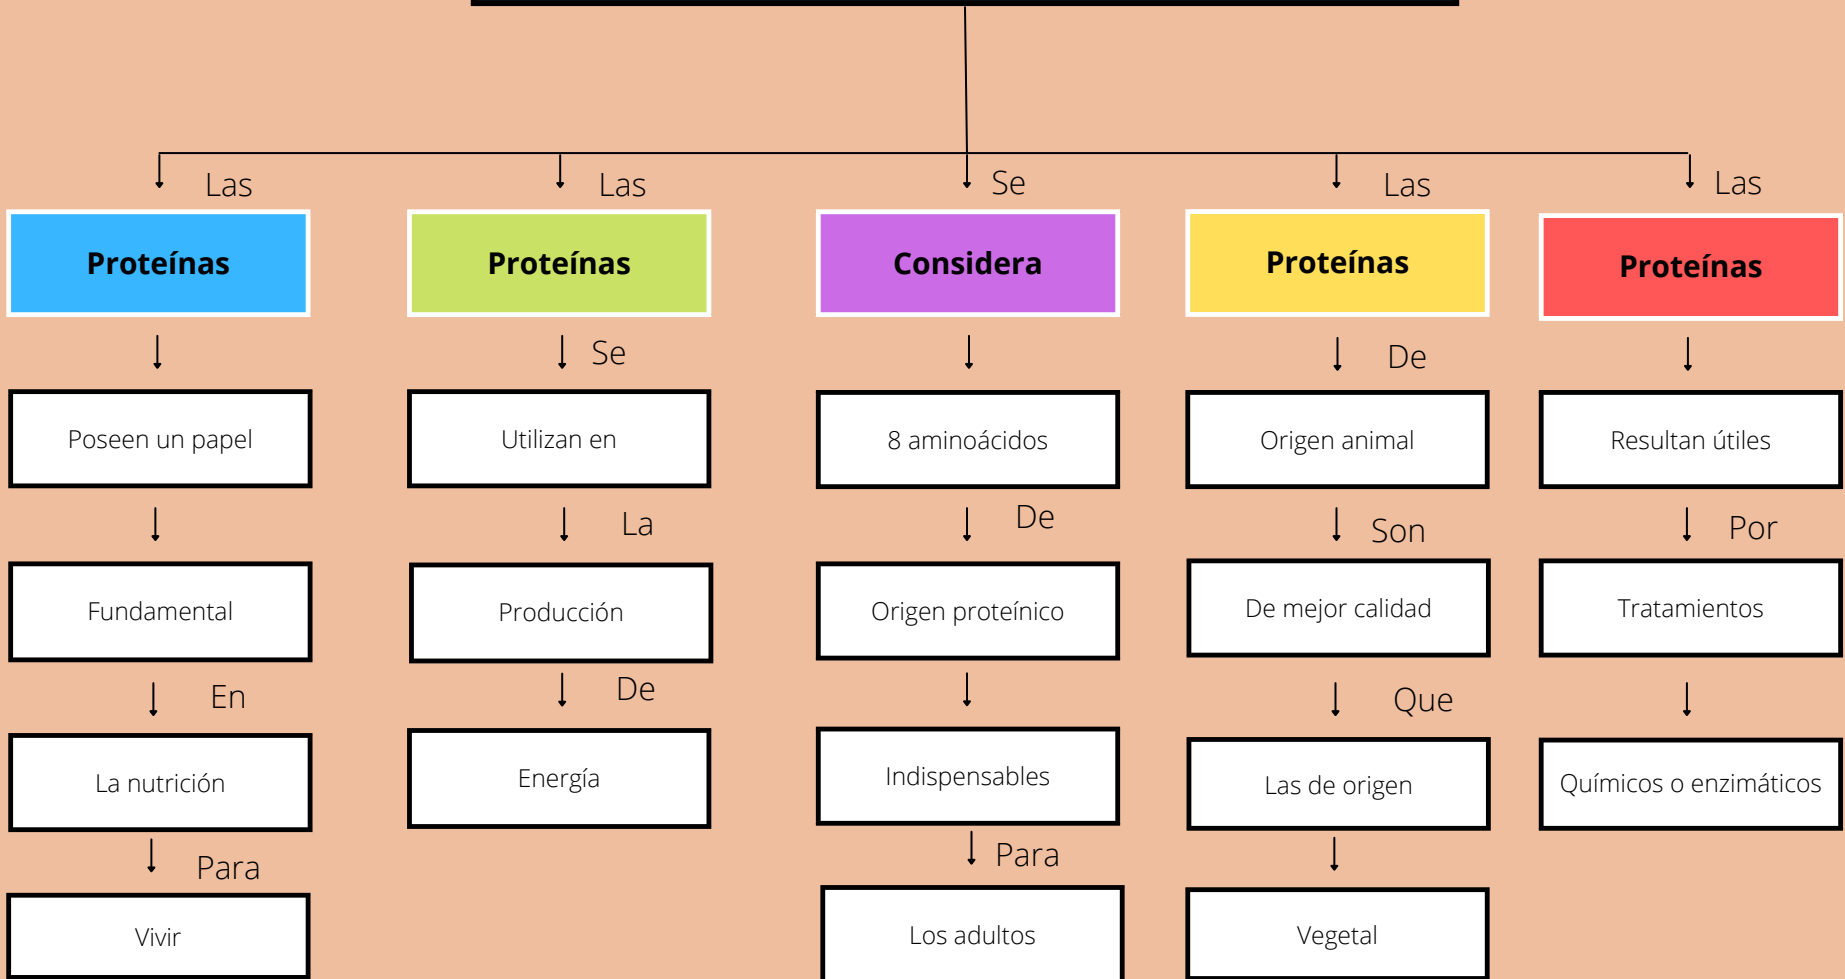 Las
Proteínas
Poseen un papel
Fundamental
En
La nutrición
Para
Vivir
Las
Proteínas
Se
Utilizan en
La
Producción
De
Energía
Se
Considera
8 aminoácidos
De
Origen proteínico
Indispensables
Para
Los adultos
Las
Proteínas
De
Origen animal
Son
De mejor calidad
Que
Las de origen
Vegetal
Las
Proteínas
Resultan útiles
Por
Tratamientos
Químicos o enzimáticos